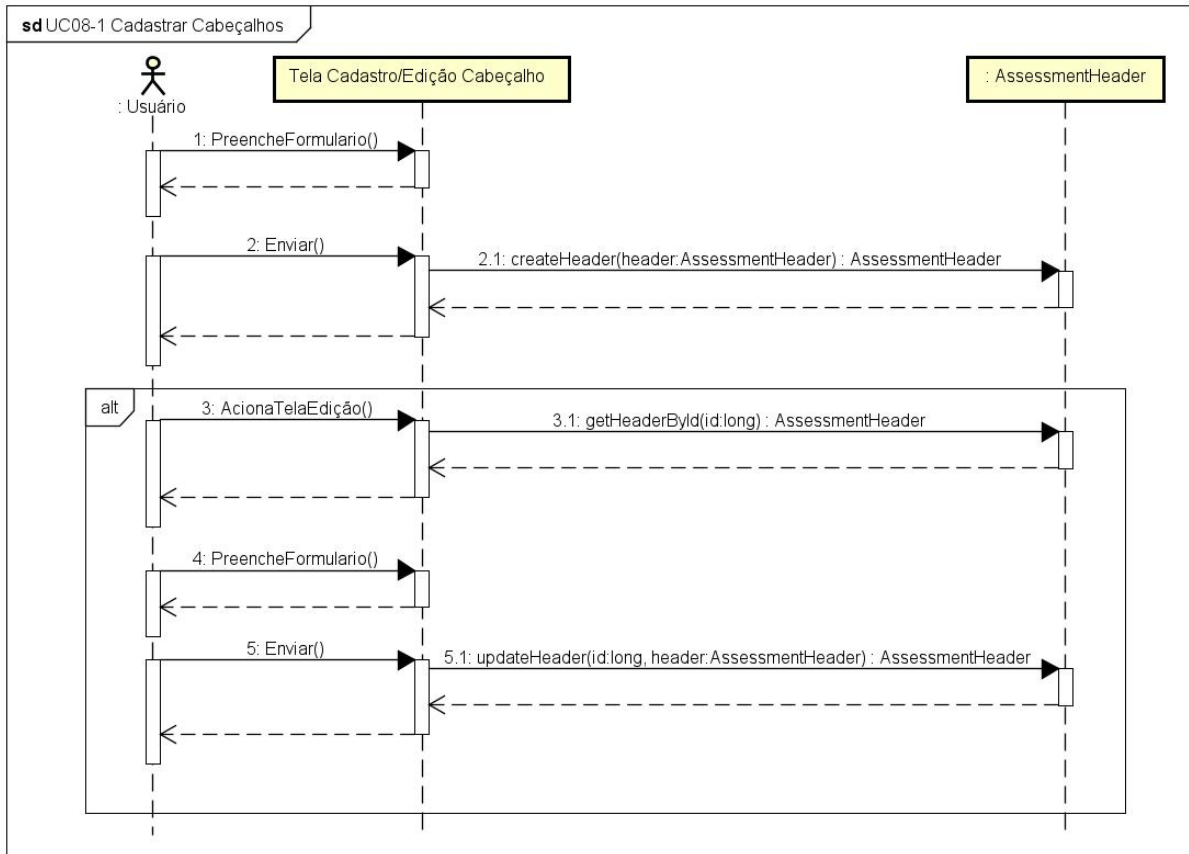 sd UC08-1 Cadastrar Cabeçalhos
: Usuário
Tela Cadastro/Edição Cabeçalho
: AssessmentHeader
1: PreencheFormulario()
2: Enviar()
2.1: createHeader(header:AssessmentHeader) : AssessmentHeader
alt
3: AcionaTelaEdição()
3.1: getHeaderById(id:long) : AssessmentHeader
4: PreencheFormulario()
5: Enviar()
5.1: updateHeader(id:long, header:AssessmentHeader) : AssessmentHeader